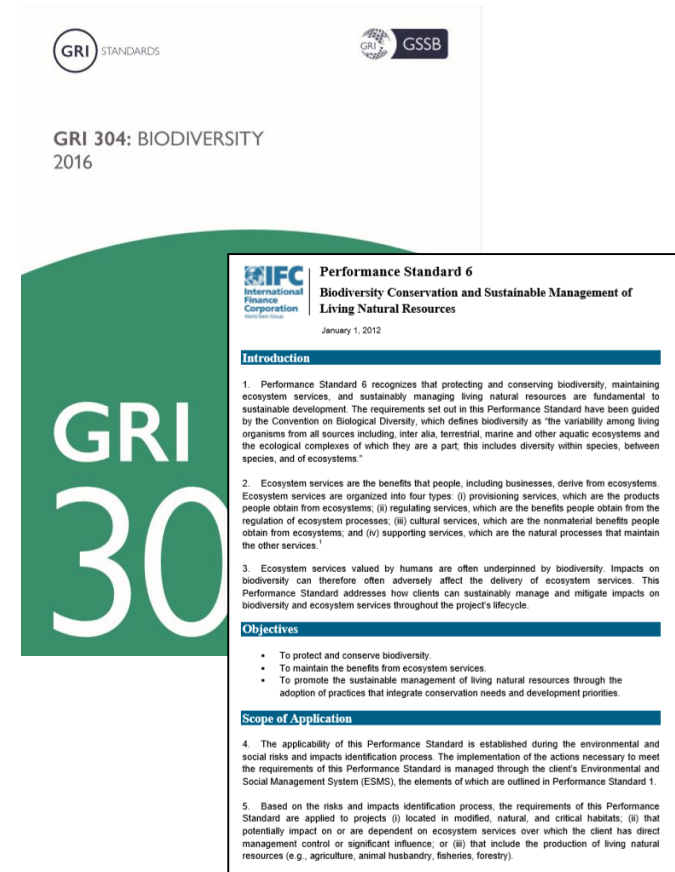 GRI STANDARDS
GRI GSSB
GRI 304: BIODIVERSITY
2016
GRI
30
IFC
International
Finance
Corporation
World Bank Group
Performance Standard 6
Biodiversity Conservation and Sustainable Management of
Living Natural Resources
January 1, 2012
Introduction
1. Performance Standard 6 recognizes that protecting and conserving biodiversity, maintaining
ecosystem services, and sustainably managing living natural resources are fundamental to
sustainable development. The requirements set out in this Performance Standard have been guided
by the Convention on Biological Diversity, which defines biodiversity as “the variability among living
organisms from all sources including, inter alia, terrestrial, marine and other aquatic ecosystems and
the ecological complexes of which they are a part; this includes diversity within species, between
species, and of ecosystems.”
2. Ecosystem services are the benefits that people, including businesses, derive from ecosystems.
Ecosystem services are organized into four types: (i) provisioning services, which are the products
people obtain from ecosystems; (ii) regulating services, which are the benefits people obtain from the
regulation of ecosystem processes; (iii) cultural services, which are the nonmaterial benefits people
obtain from ecosystems; and (iv) supporting services, which are the natural processes that maintain
the other services.1
3. Ecosystem services valued by humans are often underpinned by biodiversity. Impacts on
biodiversity can therefore often adversely affect the delivery of ecosystem services. This
Performance Standard addresses how clients can sustainably manage and mitigate impacts on
biodiversity and ecosystem services throughout the project’s lifecycle.
Objectives
▪ To protect and conserve biodiversity.
▪ To maintain the benefits from ecosystem services.
▪ To promote the sustainable management of living natural resources through the
adoption of practices that integrate conservation needs and development priorities.
Scope of Application
4. The applicability of this Performance Standard is established during the environmental and
social risks and impacts identification process. The implementation of the actions necessary to meet
the requirements of this Performance Standard is managed through the client’s Environmental and
Social Management System (ESMS), the elements of which are outlined in Performance Standard 1.
5. Based on the risks and impacts identification process, the requirements of this Performance
Standard are applied to projects (i) located in modified, natural, and critical habitats; (ii) that
potentially impact on or are dependent on ecosystem services over which the client has direct
management control or significant influence; or (iii) that include the production of living natural
resources (e.g., agriculture, animal husbandry, fisheries, forestry).